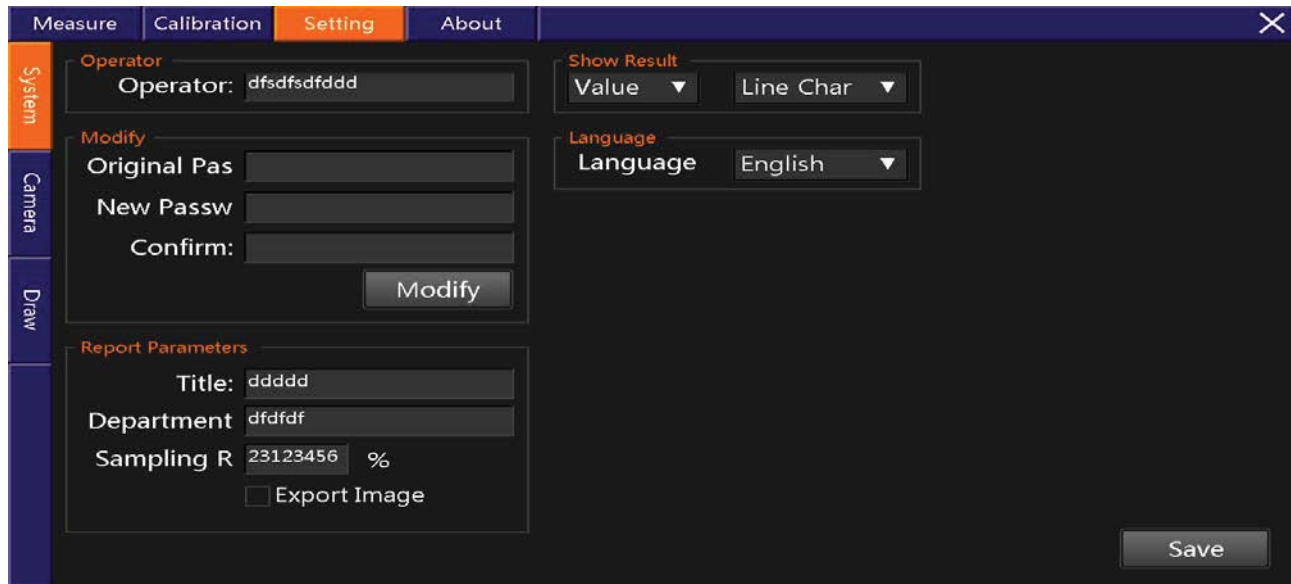 Measure Calibration Setting About
System
Camera
Draw
Operator
Operator: dfsdfsdfddd
Modify
Original Pas
New Passw
Confirm:
Modify
Report Parameters
Title: ddddd
Department dfdfdf
Sampling R 23123456 %
Export Image
Show Result
Value Line Char
Language
Language English
Save